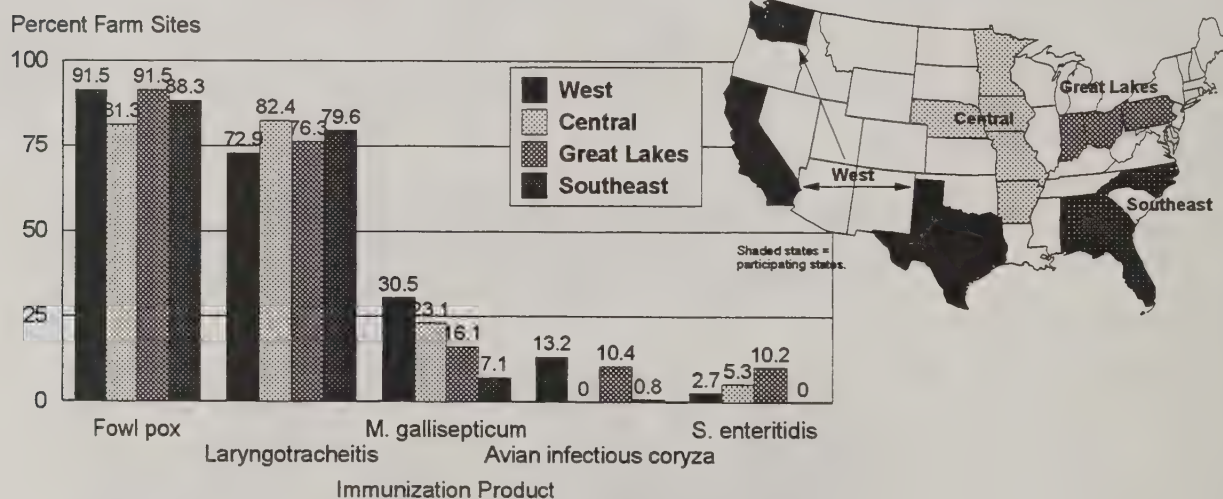 Percent Farm Sites
100
75
50
25
0
91.5
81.3
91.5
88.3
72.9
82.4
76.3
79.6
30.5
23.1
16.1
7.1
13.2
0
10.4
0.8
2.7
5.3
10.2
0
Fowl pox
Laryngotracheitis
M. gallisepticum
Avian infectious coryza
S. enteritidis
Immunization Product
West
Central
Great Lakes
Southeast
Great Lakes
Central
West
Southeast
Shaded states =
participating states.